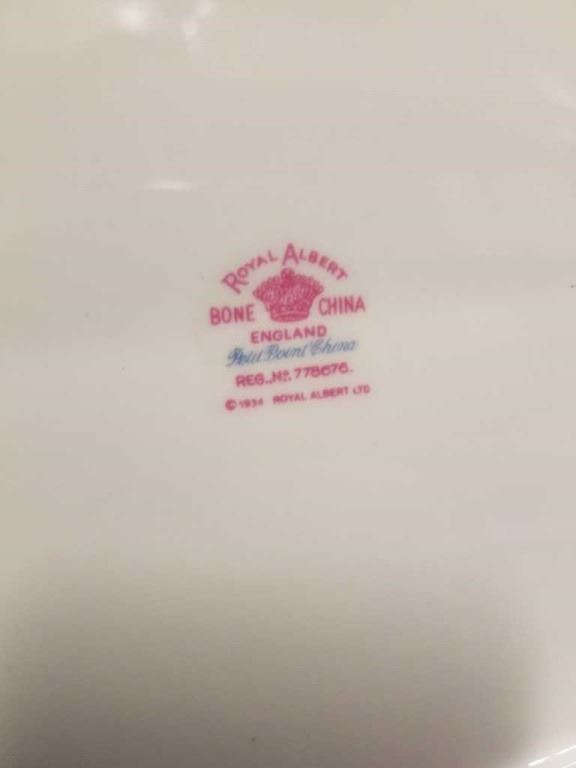 ROYAL ALBERT
BONE CHINA
ENGLAND
Petit Point China
REG. Nº. 778676.
© 1934 ROYAL ALBERT LTD